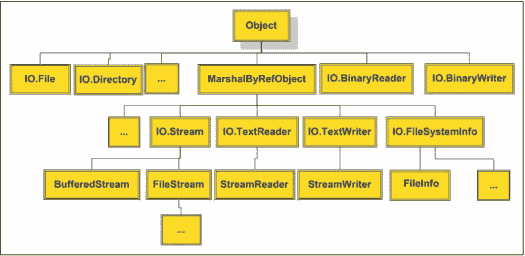 Object
IO.File
IO.Directory
...
MarshalByRefObject
IO.BinaryReader
IO.BinaryWriter
...
IO.Stream
IO.TextReader
IO.TextWriter
IO.FileSystemInfo
BufferedStream
FileStream
StreamReader
StreamWriter
FileInfo
...
...